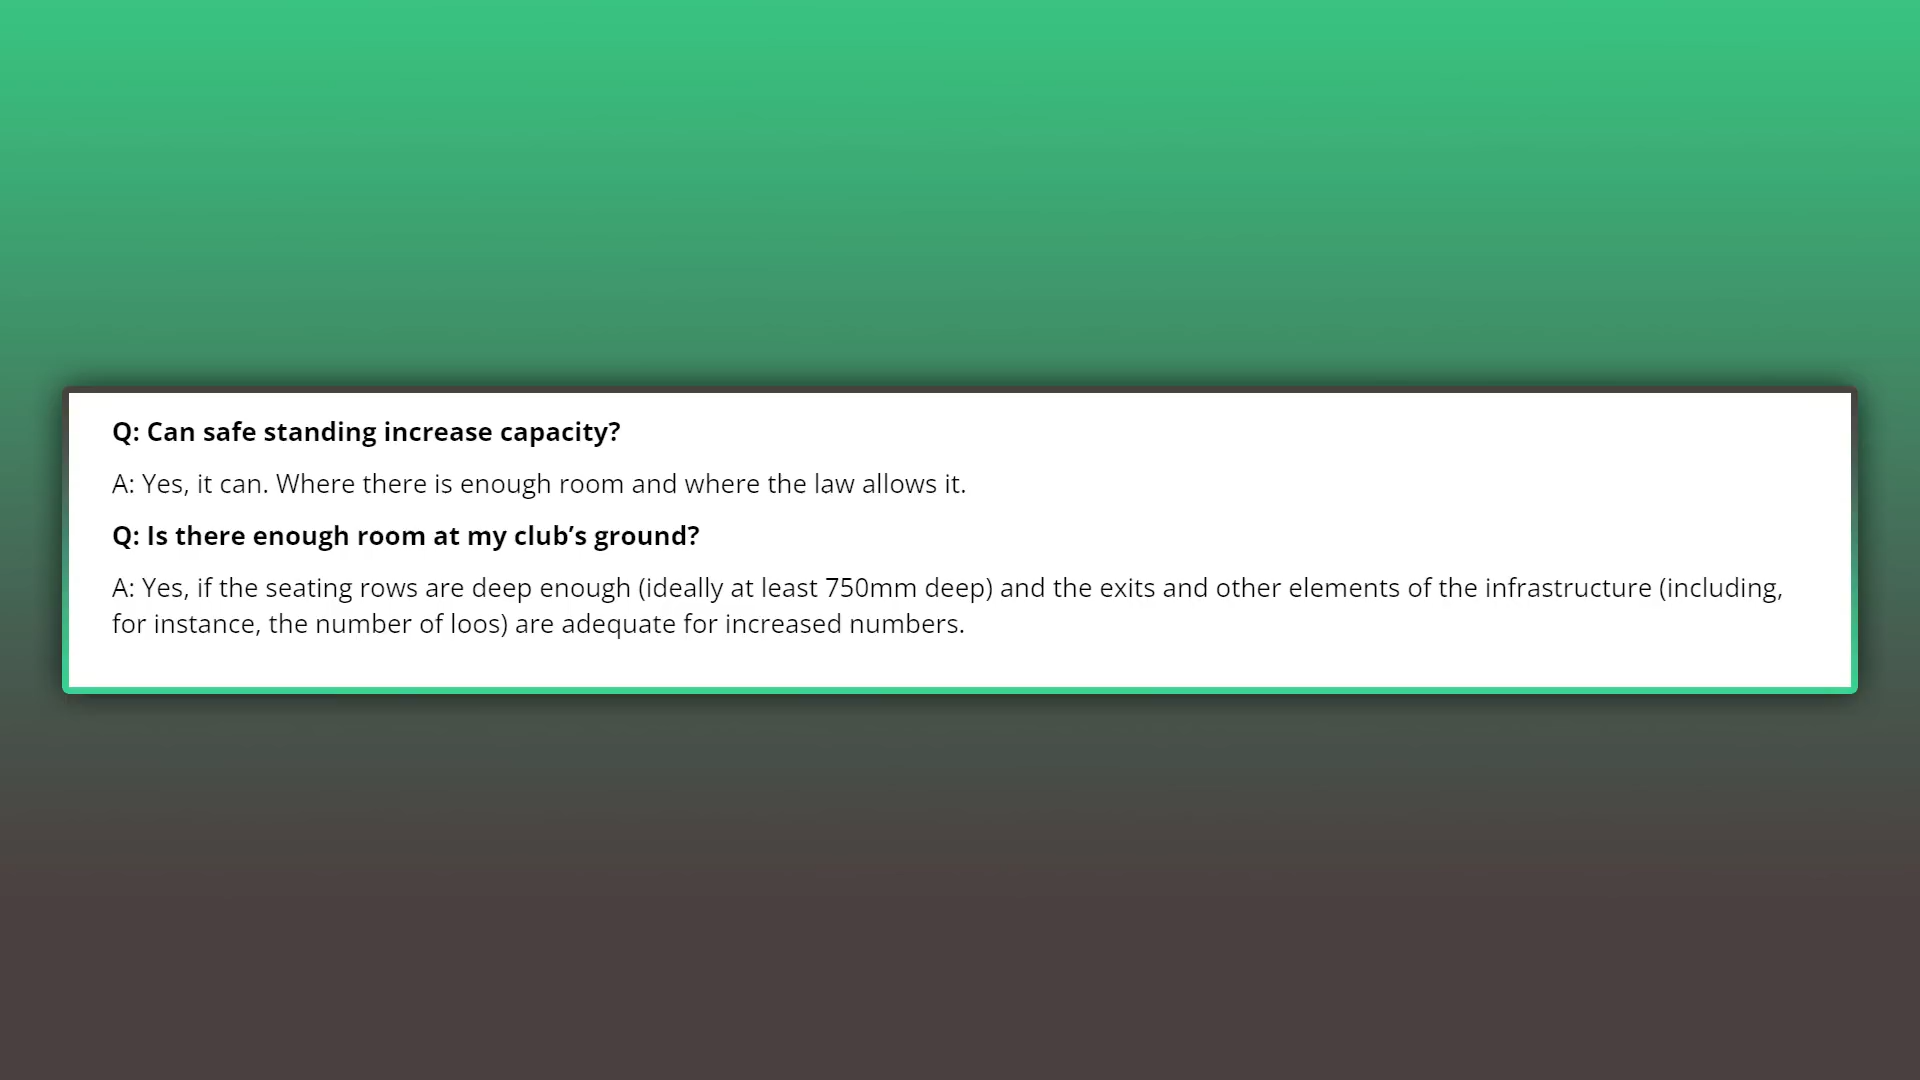 Q: Can safe standing increase capacity?
A: Yes, it can. Where there is enough room and where the law allows it.
Q: Is there enough room at my club’s ground?
A: Yes, if the seating rows are deep enough (ideally at least 750mm deep) and the exits and other elements of the infrastructure (including,
for instance, the number of loos) are adequate for increased numbers.